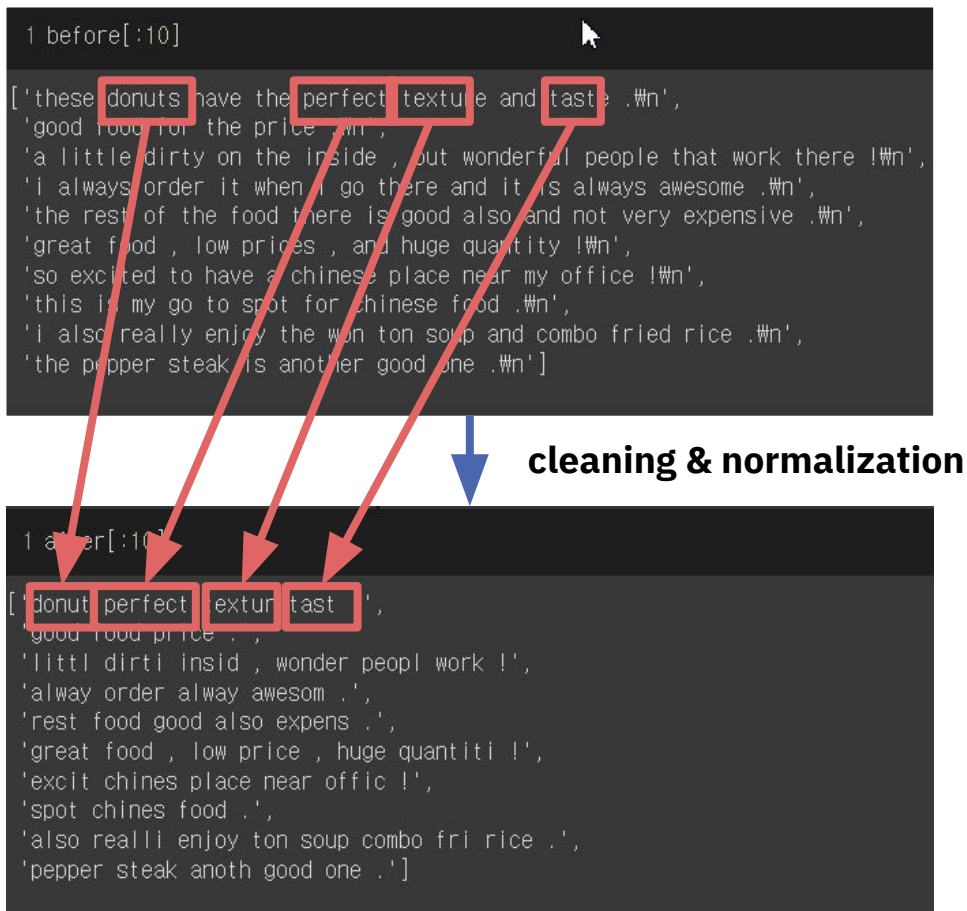 1 before[:10]
['these donuts have the perfect texture and taste .₩n',
'good food for the price .₩n',
'a little dirty on the inside , but wonderful people that work there !₩n',
'i always order it when i go there and it is always awesome .₩n',
'the rest of the food there is good also and not very expensive .₩n',
'great food , low prices , and huge quantity !₩n',
'so excited to have a chinese place near my office !₩n',
'this is my go to spot for chinese food .₩n',
'i also really enjoy the won ton soup and combo fried rice .₩n',
'the pepper steak is another good one .₩n']
cleaning & normalization
1 after[:10]
['donut perfect textur tast ',
'good food price .',
'littl dirti insid , wonder peopl work !',
'alway order alway awesom .',
'rest food good also expens .',
'great food , low price , huge quantiti !',
'excit chines place near offic !',
'spot chines food .',
'also realli enjoy ton soup combo fri rice .',
'pepper steak anoth good one .']